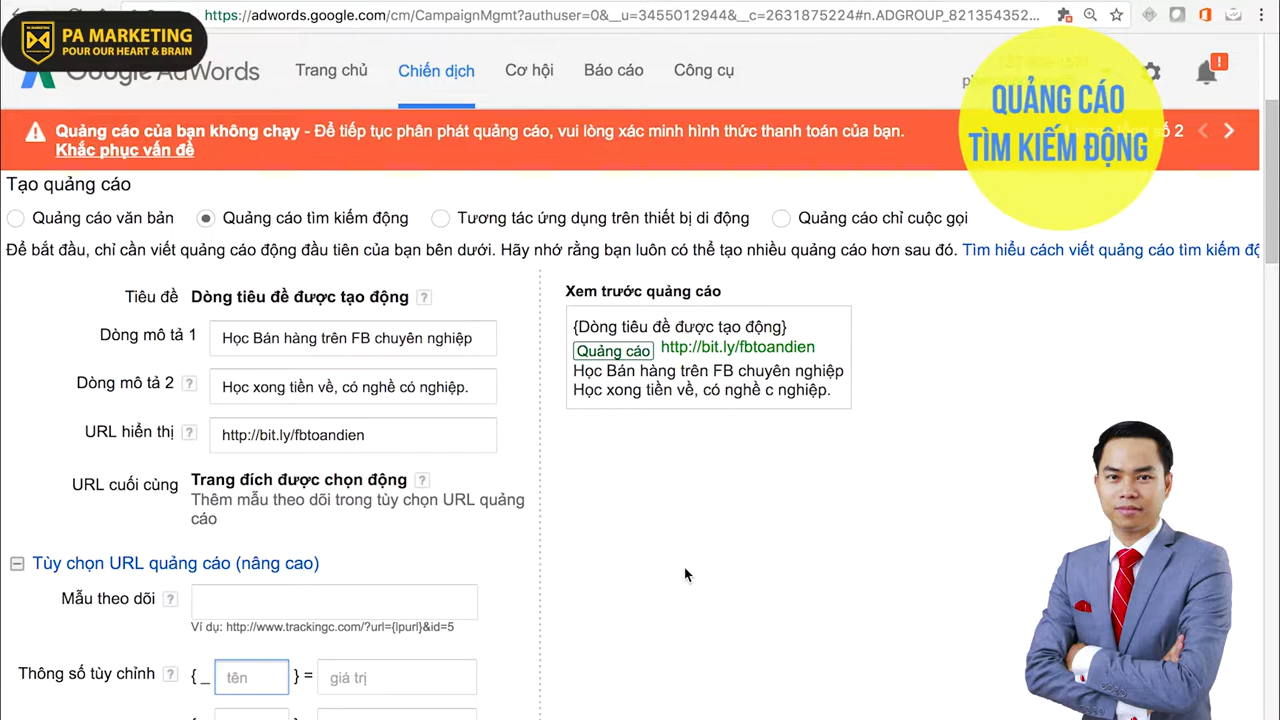 https://adwords.google.com/cm/CampaignMgmt?authuser=0&__u=3455012944&__c=2631875224#n.ADGROUP_821354352...
PA MARKETING
POUR OUR HEART & BRAIN
Google AdWords
Trang chủ
Chiến dịch
Cơ hội
Báo cáo
Công cụ
!
QUẢNG CÁO
TÌM KIẾM ĐỘNG
Quảng cáo của bạn không chạy - Để tiếp tục phân phát quảng cáo, vui lòng xác minh hình thức thanh toán của bạn.
số 2
Khắc phục vấn đề
Tạo quảng cáo
Quảng cáo văn bản
Quảng cáo tìm kiếm động
Tương tác ứng dụng trên thiết bị di động
Quảng cáo chỉ cuộc gọi
Để bắt đầu, chỉ cần viết quảng cáo động đầu tiên của bạn bên dưới. Hãy nhớ rằng bạn luôn có thể tạo nhiều quảng cáo hơn sau đó. Tìm hiểu cách viết quảng cáo tìm kiếm
Tiêu đề Dòng tiêu đề được tạo động ?
Dòng mô tả 1 Học Bán hàng trên FB chuyên nghiệp
Dòng mô tả 2 ? Học xong tiền về, có nghề có nghiệp.
URL hiển thị ? http://bit.ly/fbtoandien
URL cuối cùng Trang đích được chọn động ?
Thêm mẫu theo dõi trong tùy chọn URL quảng
cáo
Xem trước quảng cáo
{Dòng tiêu đề được tạo động}
Quảng cáo http://bit.ly/fbtoandien
Học Bán hàng trên FB chuyên nghiệp
Học xong tiền về, có nghề c nghiệp.
Tùy chọn URL quảng cáo (nâng cao)
Mẫu theo dõi ?
Ví dụ: http://www.trackingc.com/?url={lpurl}&id=5
Thông số tùy chỉnh ? {_ tên } = giá trị